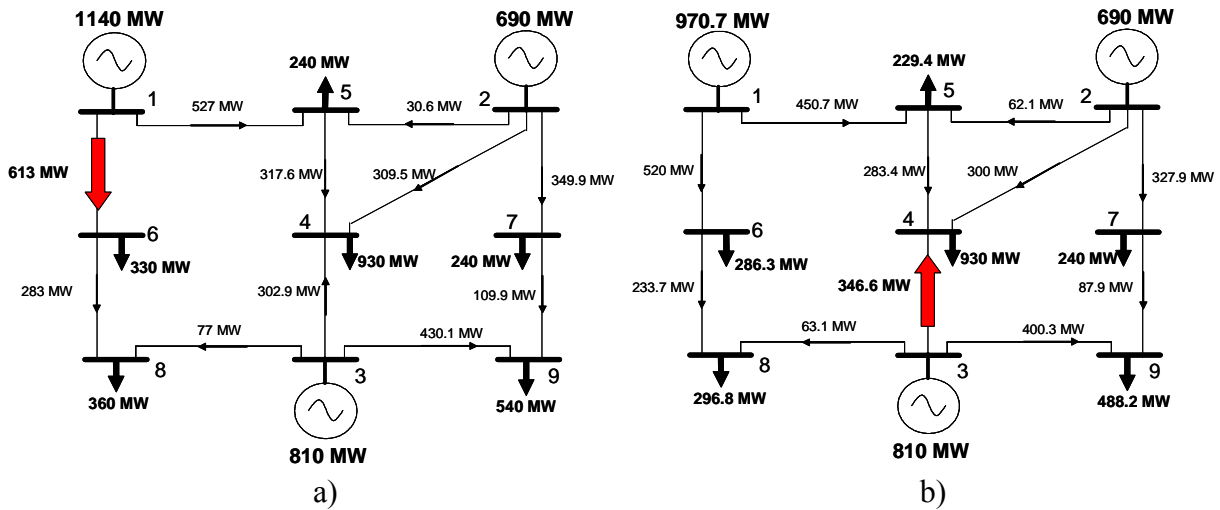 1140 MW
690 MW
240 MW
1
5
2
527 MW
30.6 MW
613 MW
317.6 MW
309.5 MW
349.9 MW
6
4
7
330 MW
930 MW
240 MW
283 MW
302.9 MW
109.9 MW
77 MW
430.1 MW
8
3
9
360 MW
540 MW
810 MW
a)
970.7 MW
690 MW
229.4 MW
1
5
2
450.7 MW
62.1 MW
520 MW
283.4 MW
300 MW
327.9 MW
6
4
7
286.3 MW
930 MW
240 MW
233.7 MW
346.6 MW
87.9 MW
63.1 MW
400.3 MW
8
3
9
296.8 MW
488.2 MW
810 MW
b)